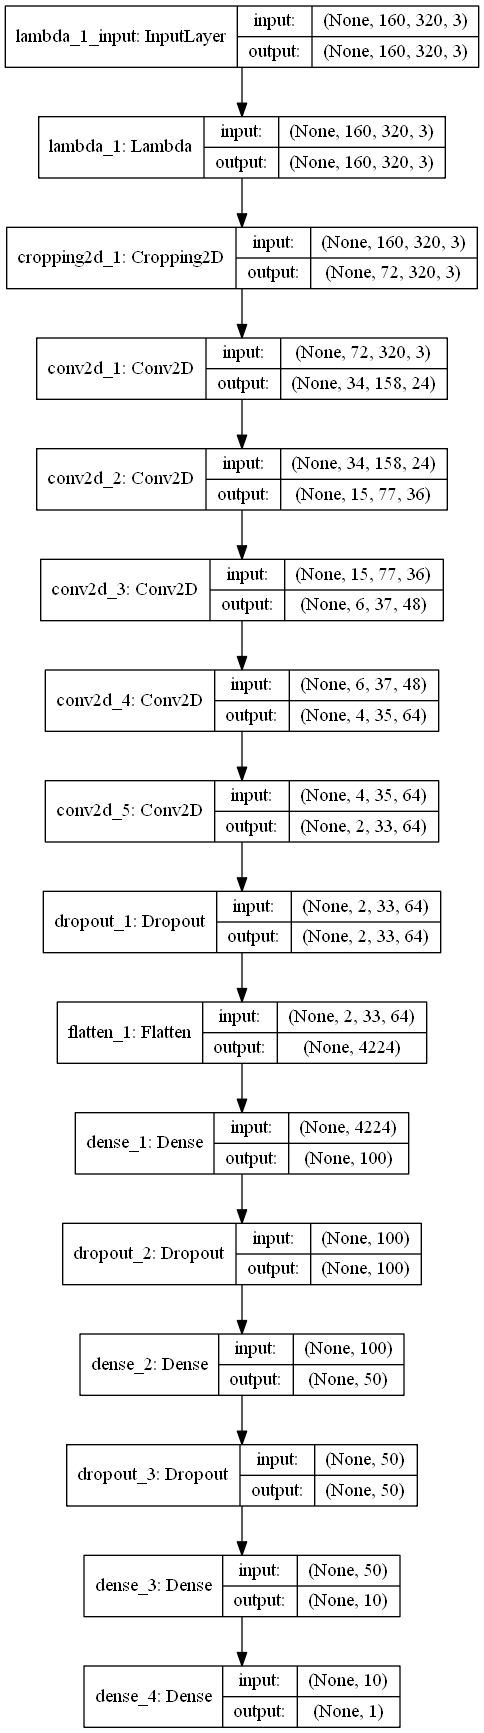 lambda_1_input: InputLayer
input: (None, 160, 320, 3)
output: (None, 160, 320, 3)
lambda_1: Lambda
input: (None, 160, 320, 3)
output: (None, 160, 320, 3)
cropping2d_1: Cropping2D
input: (None, 160, 320, 3)
output: (None, 72, 320, 3)
conv2d_1: Conv2D
input: (None, 72, 320, 3)
output: (None, 34, 158, 24)
conv2d_2: Conv2D
input: (None, 34, 158, 24)
output: (None, 15, 77, 36)
conv2d_3: Conv2D
input: (None, 15, 77, 36)
output: (None, 6, 37, 48)
conv2d_4: Conv2D
input: (None, 6, 37, 48)
output: (None, 4, 35, 64)
conv2d_5: Conv2D
input: (None, 4, 35, 64)
output: (None, 2, 33, 64)
dropout_1: Dropout
input: (None, 2, 33, 64)
output: (None, 2, 33, 64)
flatten_1: Flatten
input: (None, 2, 33, 64)
output: (None, 4224)
dense_1: Dense
input: (None, 4224)
output: (None, 100)
dropout_2: Dropout
input: (None, 100)
output: (None, 100)
dense_2: Dense
input: (None, 100)
output: (None, 50)
dropout_3: Dropout
input: (None, 50)
output: (None, 50)
dense_3: Dense
input: (None, 50)
output: (None, 10)
dense_4: Dense
input: (None, 10)
output: (None, 1)